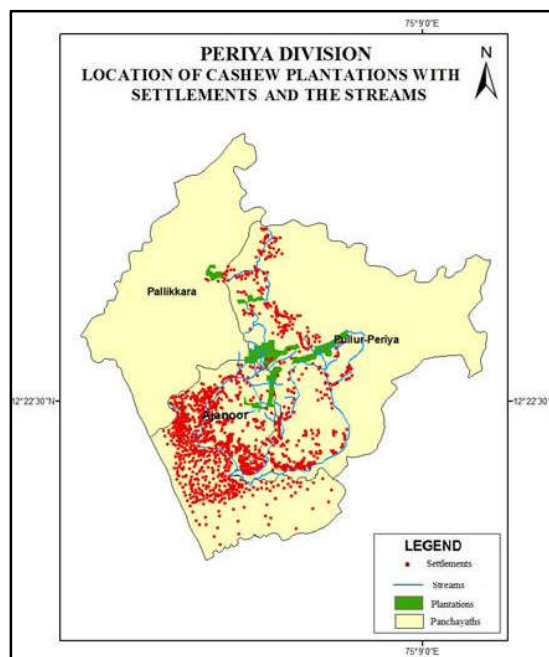 75°9'0"E
PERIYA DIVISION
LOCATION OF CASHEW PLANTATIONS WITH
SETTLEMENTS AND THE STREAMS
N
Pallikkara
Pullur-Periya
12°22'30"N
12°22'30"N
Ajanoor
LEGEND
Settlements
Streams
Plantations
Panchayaths
75°9'0"E